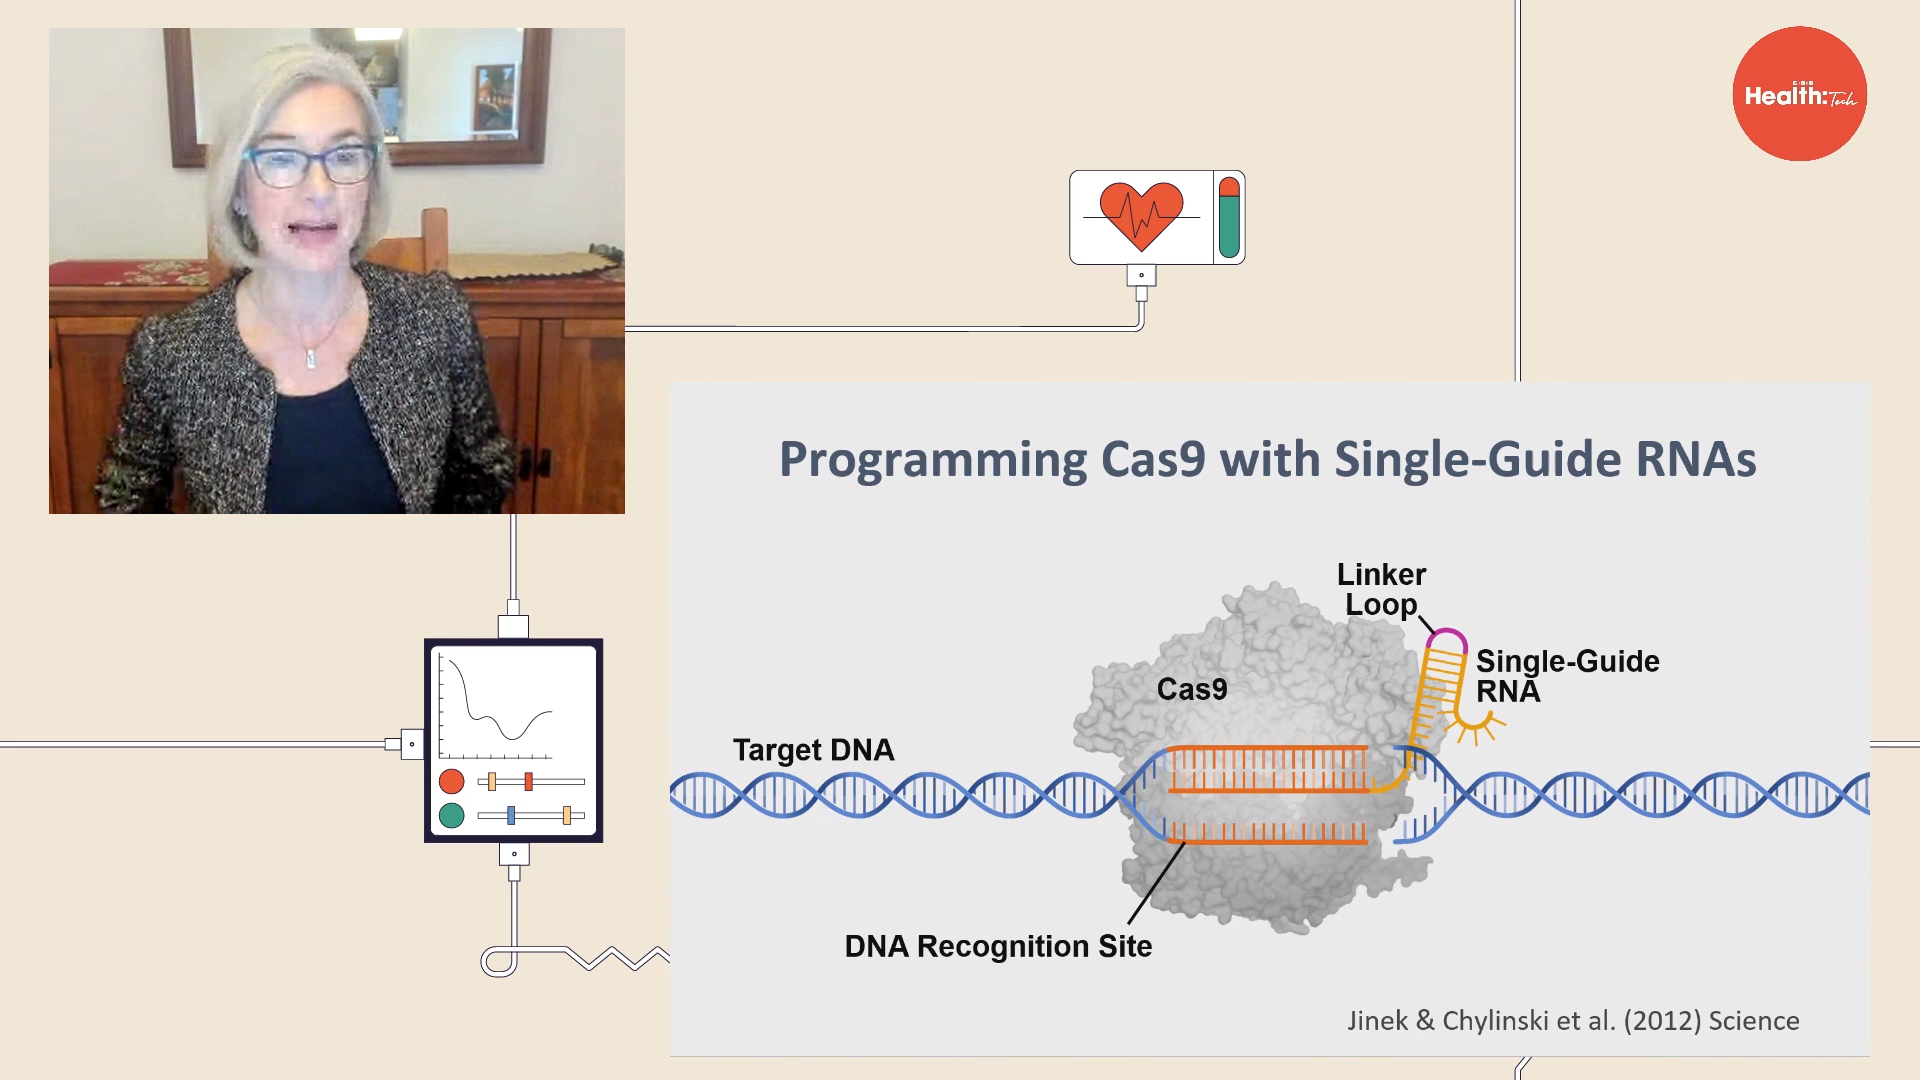 Health:Tech
Programming Cas9 with Single-Guide RNAs
Linker
Loop
Single-Guide
RNA
Cas9
Target DNA
DNA Recognition Site
Jinek & Chylinski et al. (2012) Science